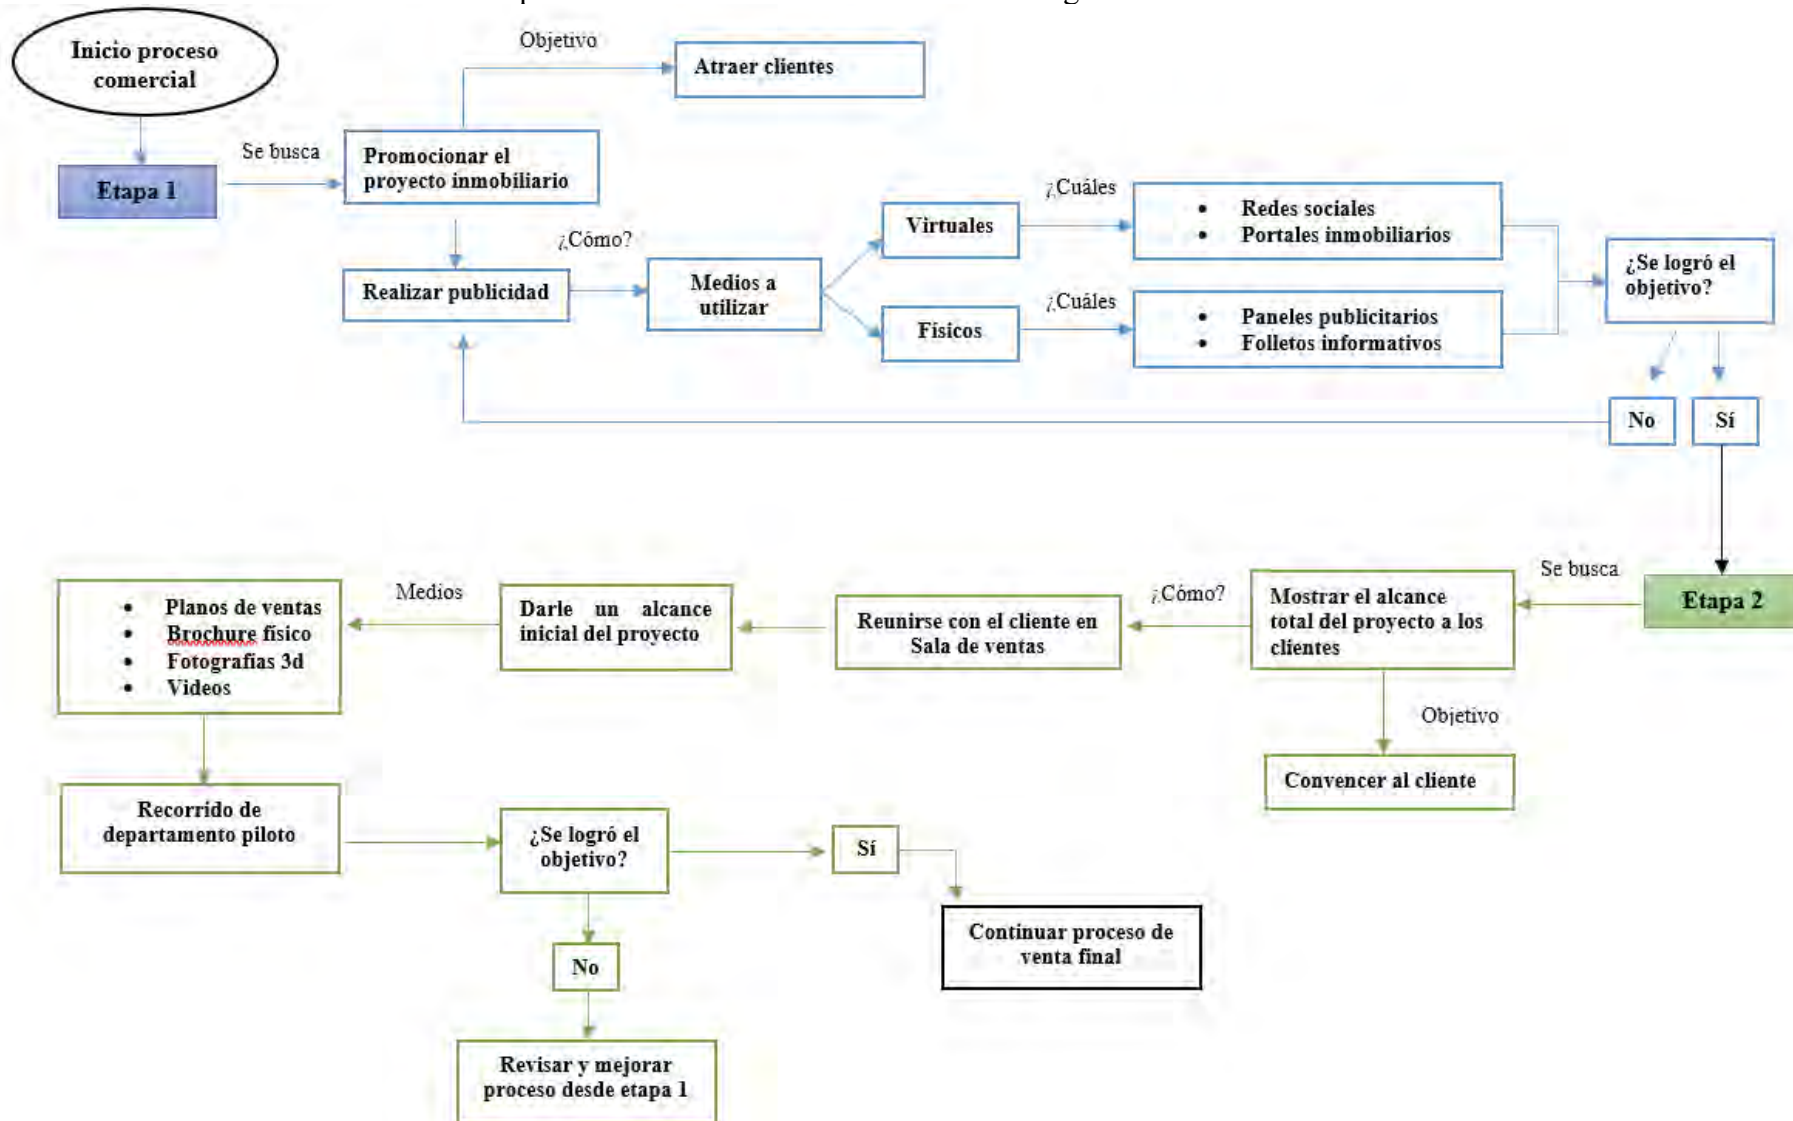 Inicio proceso
comercial
Objetivo
Atraer clientes
Se busca
Promocionar el
proyecto inmobiliario
Etapa 1
¿Cómo?
Realizar publicidad
Medios a
utilizar
Virtuales
¿Cuáles
• Redes sociales
• Portales inmobiliarios
Físicos
¿Cuáles
• Paneles publicitarios
• Folletos informativos
¿Se logró el
objetivo?
No
Sí
Etapa 2
Se busca
Mostrar el alcance
total del proyecto a los
clientes
Objetivo
Convencer al cliente
¿Cómo?
Reunirse con el cliente en
Sala de ventas
Darle un alcance
inicial del proyecto
Medios
• Planos de ventas
• Brochure físico
• Fotografías 3d
• Videos
Recorrido de
departamento piloto
¿Se logró el
objetivo?
Sí
Continuar proceso de
venta final
No
Revisar y mejorar
proceso desde etapa 1